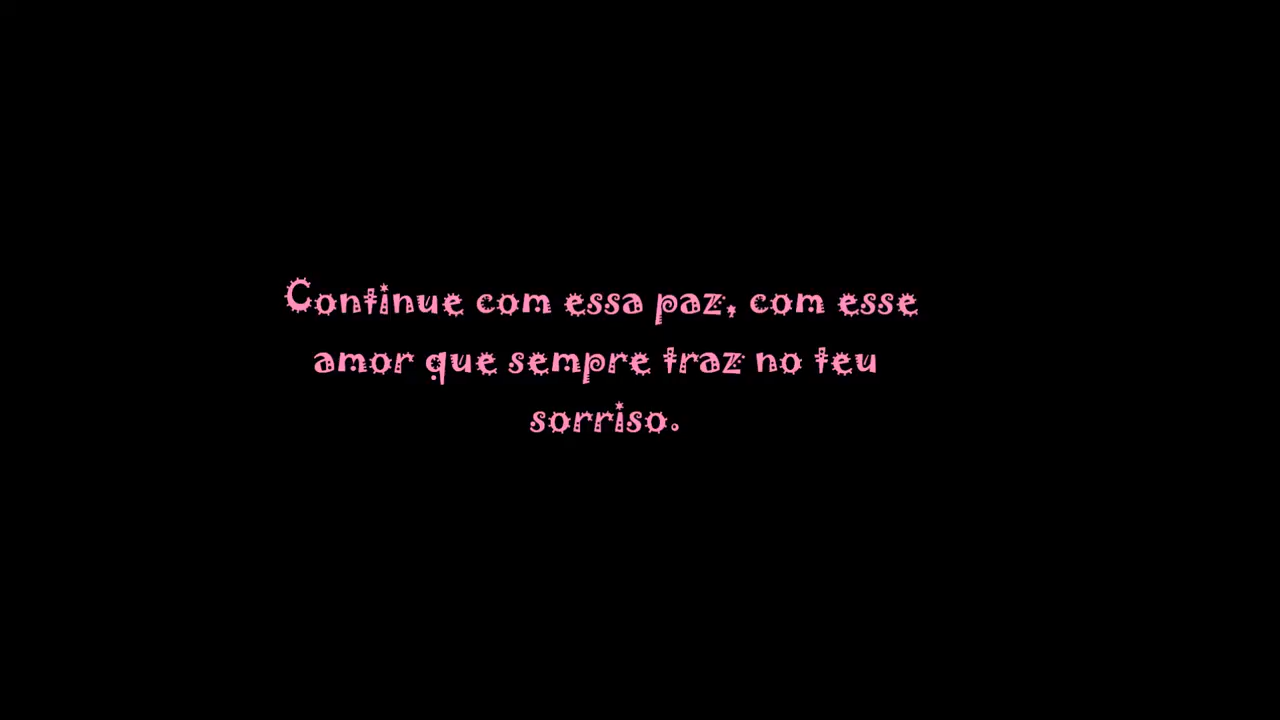 Continue com essa paz, com esse
amor que sempre traz no teu
sorriso.